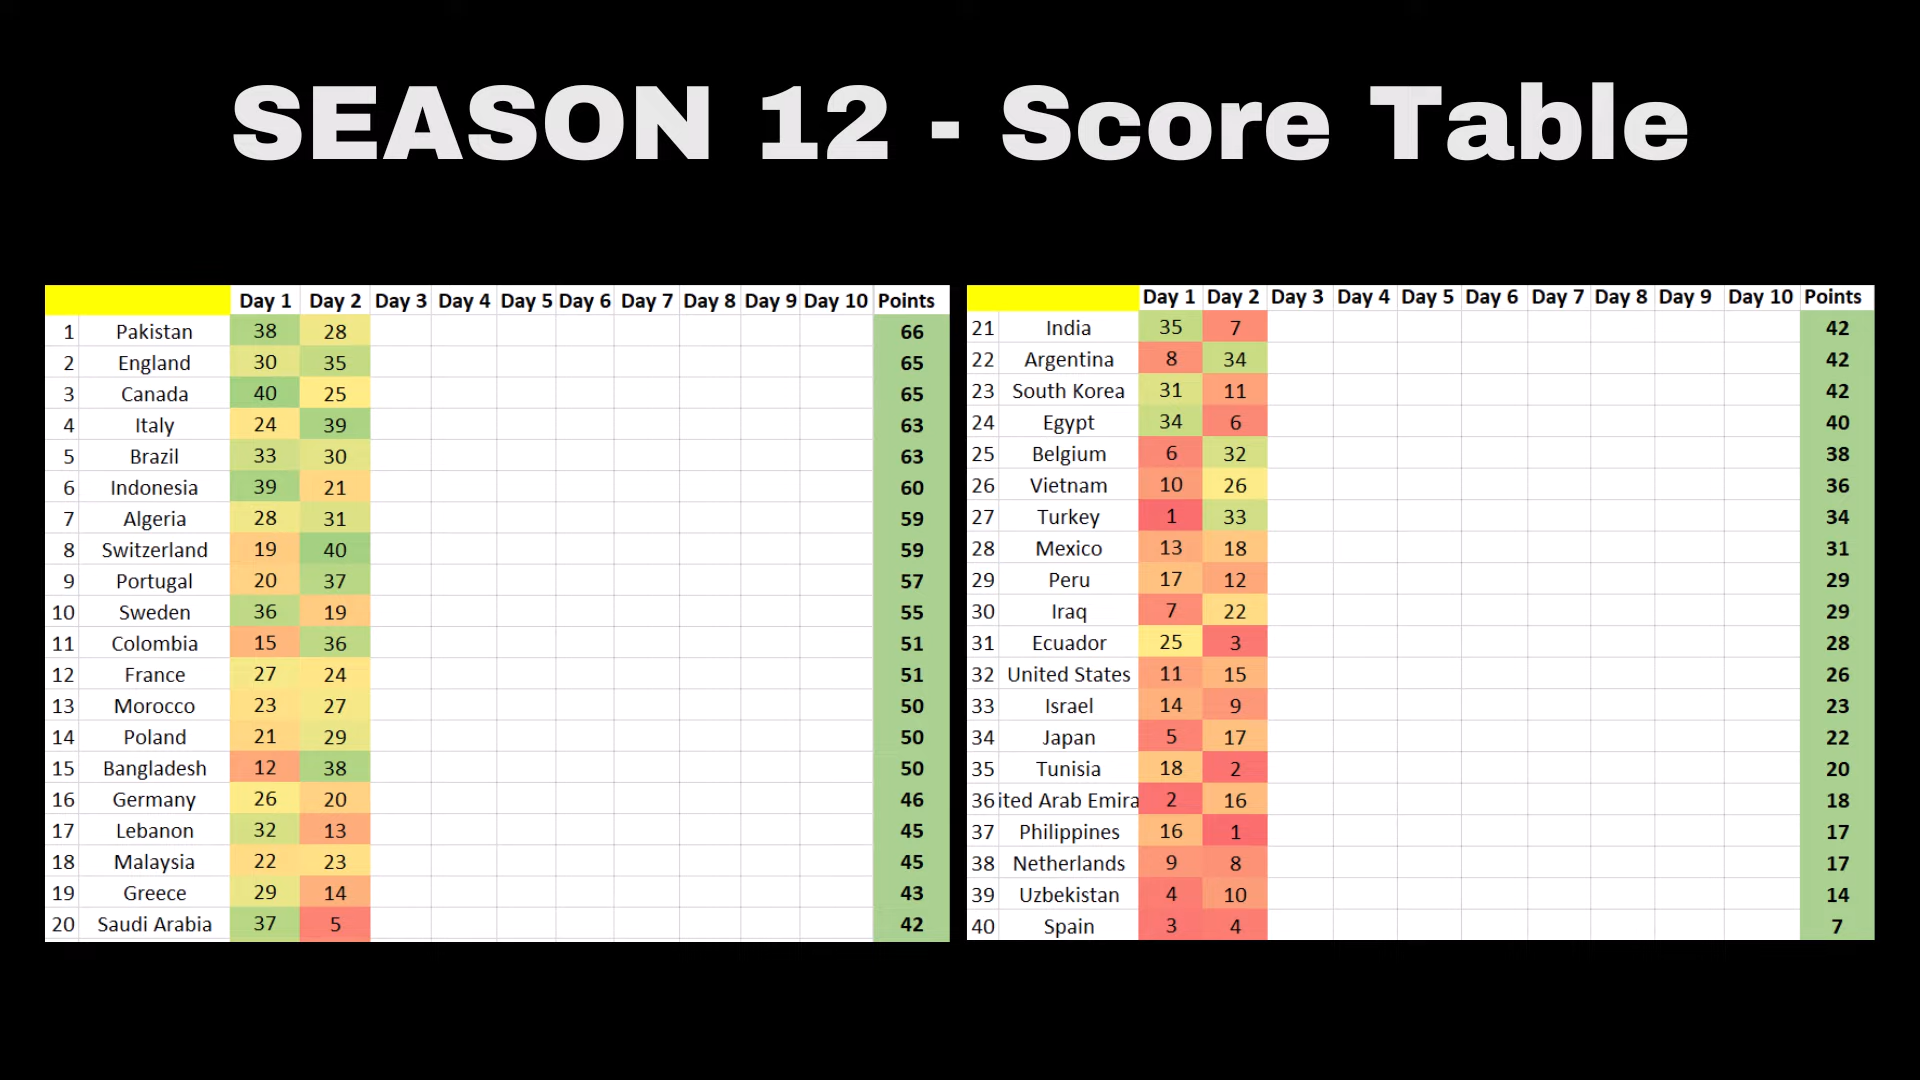 SEASON 12 - Score Table
Day 1 Day 2 Day 3 Day 4 Day 5 Day 6 Day 7 Day 8 Day 9 Day 10 Points
1 Pakistan 38 28 66
2 England 30 35 65
3 Canada 40 25 65
4 Italy 24 39 63
5 Brazil 33 30 63
6 Indonesia 39 21 60
7 Algeria 28 31 59
8 Switzerland 19 40 59
9 Portugal 20 37 57
10 Sweden 36 19 55
11 Colombia 15 36 51
12 France 27 24 51
13 Morocco 23 27 50
14 Poland 21 29 50
15 Bangladesh 12 38 50
16 Germany 26 20 46
17 Lebanon 32 13 45
18 Malaysia 22 23 45
19 Greece 29 14 43
20 Saudi Arabia 37 5 42
Day 1 Day 2 Day 3 Day 4 Day 5 Day 6 Day 7 Day 8 Day 9 Day 10 Points
21 India 35 7 42
22 Argentina 8 34 42
23 South Korea 31 11 42
24 Egypt 34 6 40
25 Belgium 6 32 38
26 Vietnam 10 26 36
27 Turkey 1 33 34
28 Mexico 13 18 31
29 Peru 17 12 29
30 Iraq 7 22 29
31 Ecuador 25 3 28
32 United States 11 15 26
33 Israel 14 9 23
34 Japan 5 17 22
35 Tunisia 18 2 20
36 ited Arab Emira 2 16 18
37 Philippines 16 1 17
38 Netherlands 9 8 17
39 Uzbekistan 4 10 14
40 Spain 3 4 7